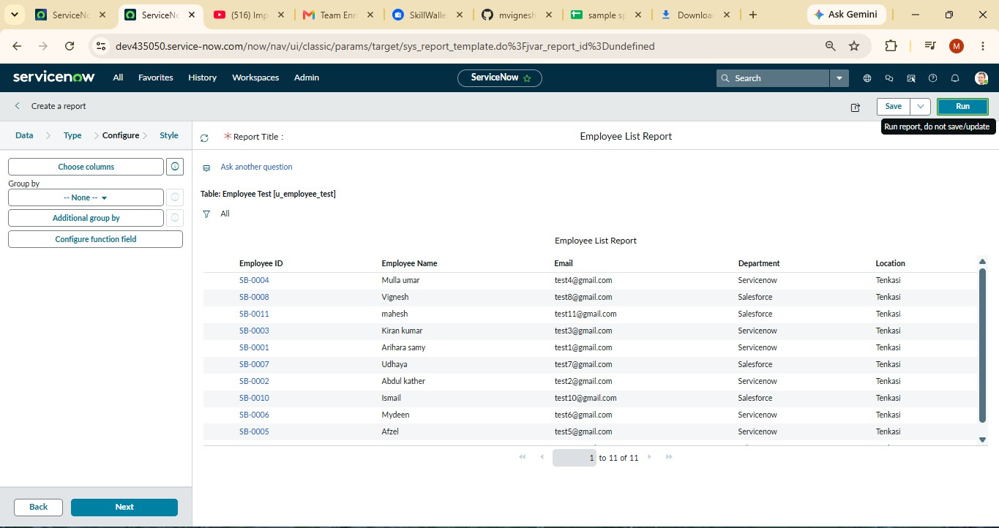 ServiceNo
ServiceNo
(516) Imp
Team Enro
SkillWalle
mvignesh
sample sp
Downloa
Ask Gemini
dev435050.service-now.com/now/nav/ui/classic/params/target/sys_report_template.do%3Fjvar_report_id%3Dundefined
M
servicenow All Favorites History Workspaces Admin ServiceNow Search
Create a report Save Run
Run report, do not save/update
Data Type Configure Style
* Report Title : Employee List Report
Choose columns
Group by
-- None --
Additional group by
Configure function field
Ask another question
Table: Employee Test [u_employee_test]
All
Employee List Report
Employee ID Employee Name Email Department Location
SB-0004 Mulla umar test4@gmail.com Servicenow Tenkasi
SB-0008 Vignesh test8@gmail.com Salesforce Tenkasi
SB-0011 mahesh test11@gmail.com Salesforce Tenkasi
SB-0003 Kiran kumar test3@gmail.com Servicenow Tenkasi
SB-0001 Arihara samy test1@gmail.com Servicenow Tenkasi
SB-0007 Udhaya test7@gmail.com Salesforce Tenkasi
SB-0002 Abdul kather test2@gmail.com Servicenow Tenkasi
SB-0010 Ismail test10@gmail.com Salesforce Tenkasi
SB-0006 Mydeen test6@gmail.com Servicenow Tenkasi
SB-0005 Afzel test5@gmail.com Servicenow Tenkasi
1 to 11 of 11
Back Next